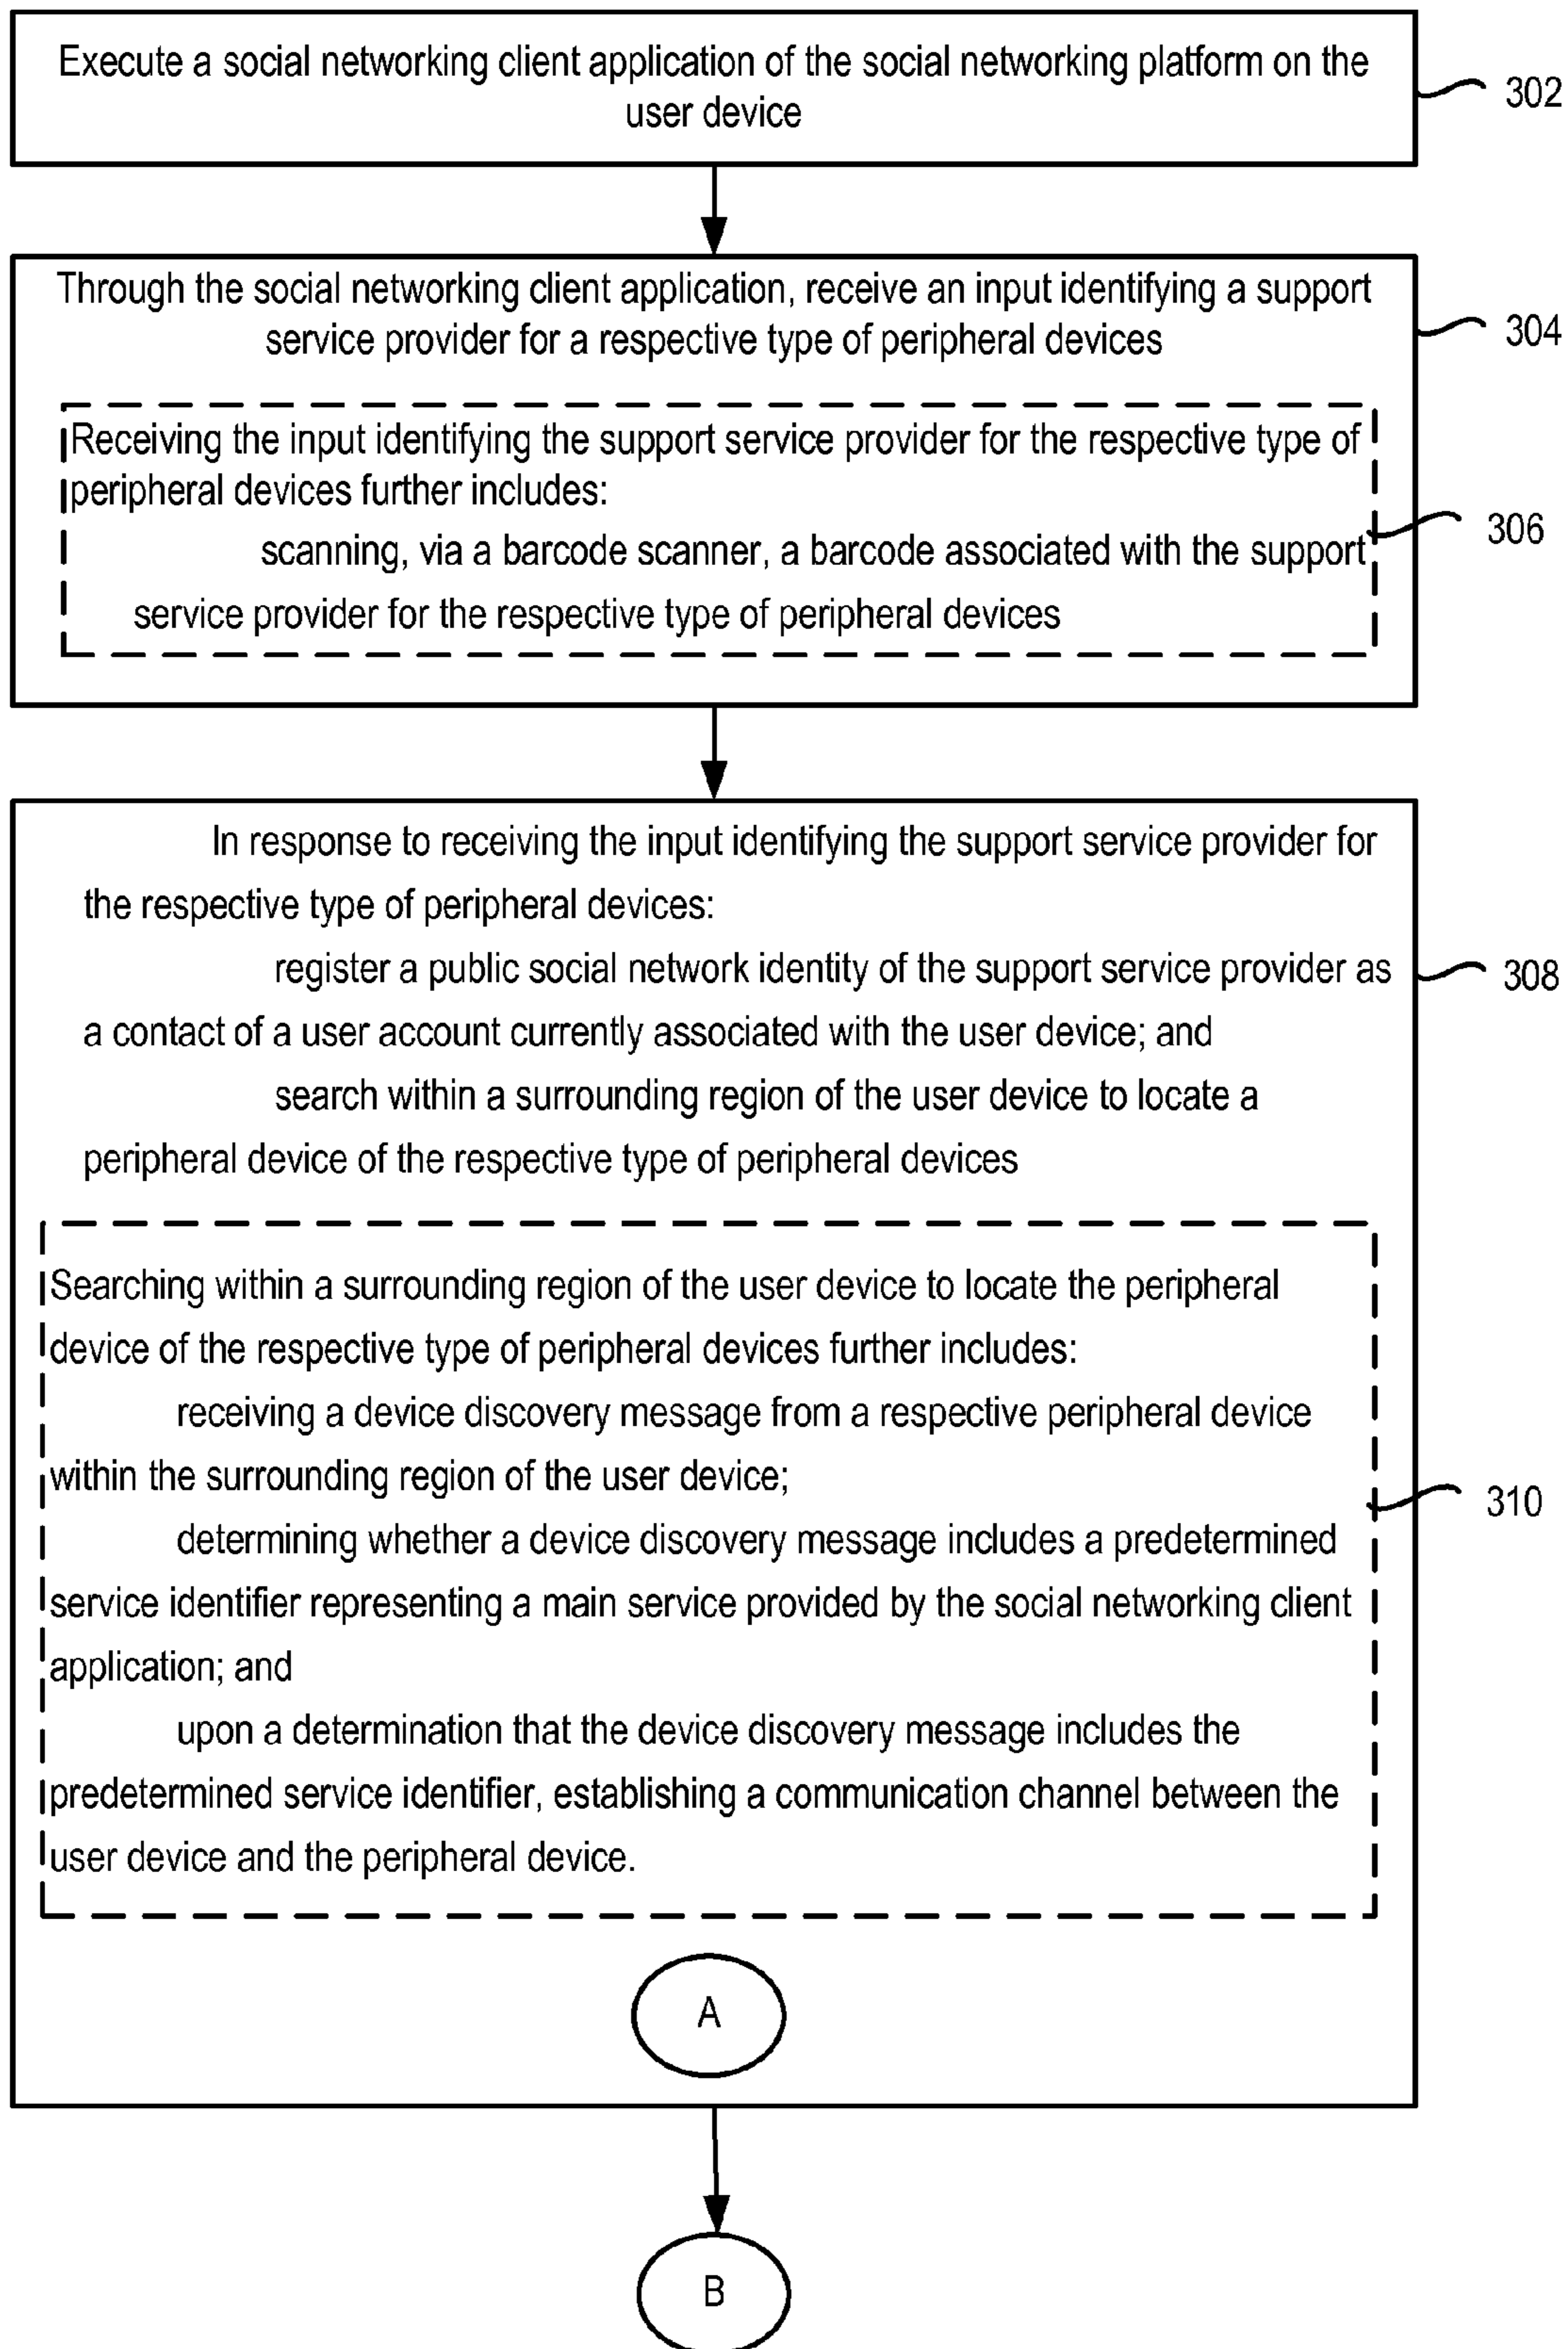 Execute a social networking client application of the social networking platform on the
user device
302
Through the social networking client application, receive an input identifying a support
service provider for a respective type of peripheral devices
304
Receiving the input identifying the support service provider for the respective type of
peripheral devices further includes:
scanning, via a barcode scanner, a barcode associated with the support
service provider for the respective type of peripheral devices
306
In response to receiving the input identifying the support service provider for
the respective type of peripheral devices:
register a public social network identity of the support service provider as
a contact of a user account currently associated with the user device; and
search within a surrounding region of the user device to locate a
peripheral device of the respective type of peripheral devices
308
Searching within a surrounding region of the user device to locate the peripheral
device of the respective type of peripheral devices further includes:
receiving a device discovery message from a respective peripheral device
within the surrounding region of the user device;
determining whether a device discovery message includes a predetermined
service identifier representing a main service provided by the social networking client
application; and
upon a determination that the device discovery message includes the
predetermined service identifier, establishing a communication channel between the
user device and the peripheral device.
310
A
B